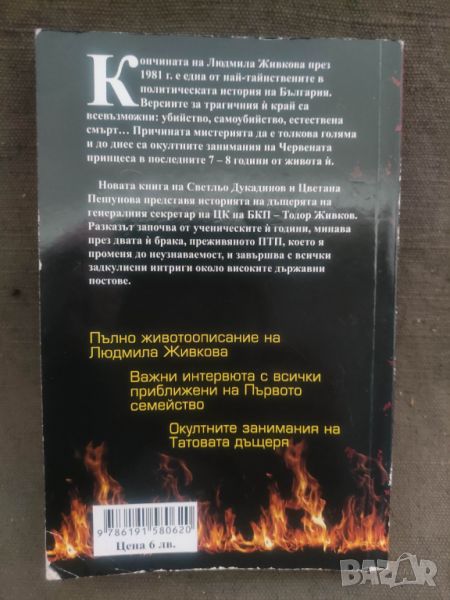 Кончината на Людмила Живкова през
1981 г. е една от най-тайнствените в
политическата история на България.
Версиите за трагичния ѝ край са
всевъзможни: убийство, самоубийство, естествена
смърт... Причината мистерията да е толкова голяма
и до днес са окултните занимания на Червената
принцеса в последните 7 – 8 години от живота ѝ.
Новата книга на Светльо Дукадинов и Цветана
Пешунова представя историята на дъщерята на
генералния секретар на ЦК на БКП – Тодор Живков.
Разказът започва от ученическите ѝ години, минава
през двата ѝ брака, преживяното ПТП, което я
променя до неузнаваемост, и завършва с всички
задкулисни интриги около високите държавни
постове.
Пълно животоописание на
Людмила Живкова
Важни интервюта с всички
приближени на Първото
семейство
Окултните занимания на
Татовата дъщеря
9 786191 580620
Цена 6 лв.
BAZAR